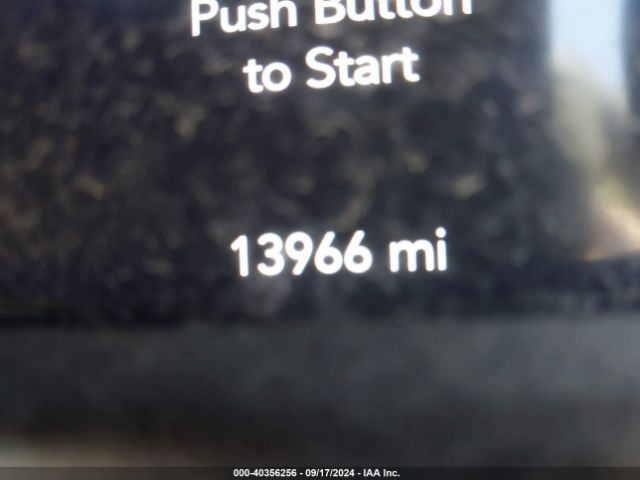 Push Button
to Start
13966 mi
000-40356256 - 09/17/2024 - IAA Inc.